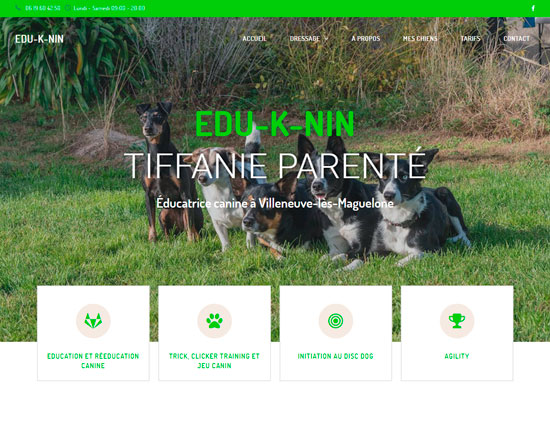 06 19 68 42 50 Lundi - Samedi 09:00 - 20:00
EDU-K-NIN ACCUEIL DRESSAGE À PROPOS MES CHIENS TARIFS CONTACT
EDU-K-NIN
TIFFANIE PARENTÉ
Éducatrice canine à Villeneuve-lès-Maguelone
EDUCATION ET RÉÉDUCATION
CANINE
TRICK, CLICKER TRAINING ET
JEU CANIN
INITIATION AU DISC DOG
AGILITY